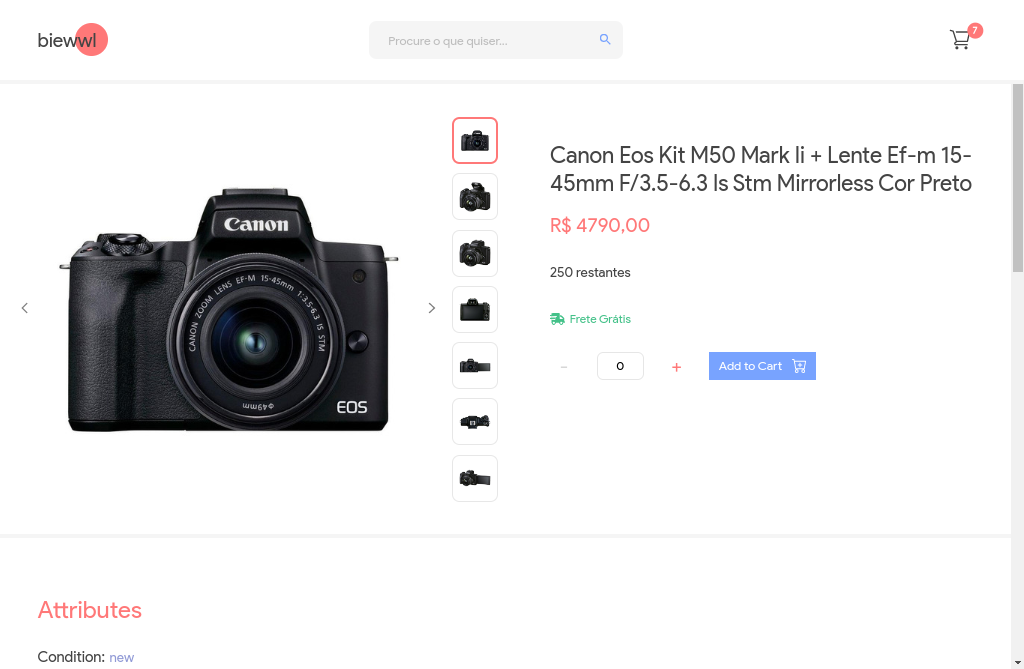 biewwl
Procure o que quiser...
7
Canon Eos Kit M50 Mark Ii + Lente Ef-m 15-
45mm F/3.5-6.3 Is Stm Mirrorless Cor Preto
R$ 4790,00
250 restantes
Frete Grátis
− 0 + Add to Cart
Canon
CANON ZOOM LENS EF-M 15-45mm 1:3.5-6.3 IS STM
Φ49mm
EOS
Attributes
Condition: new